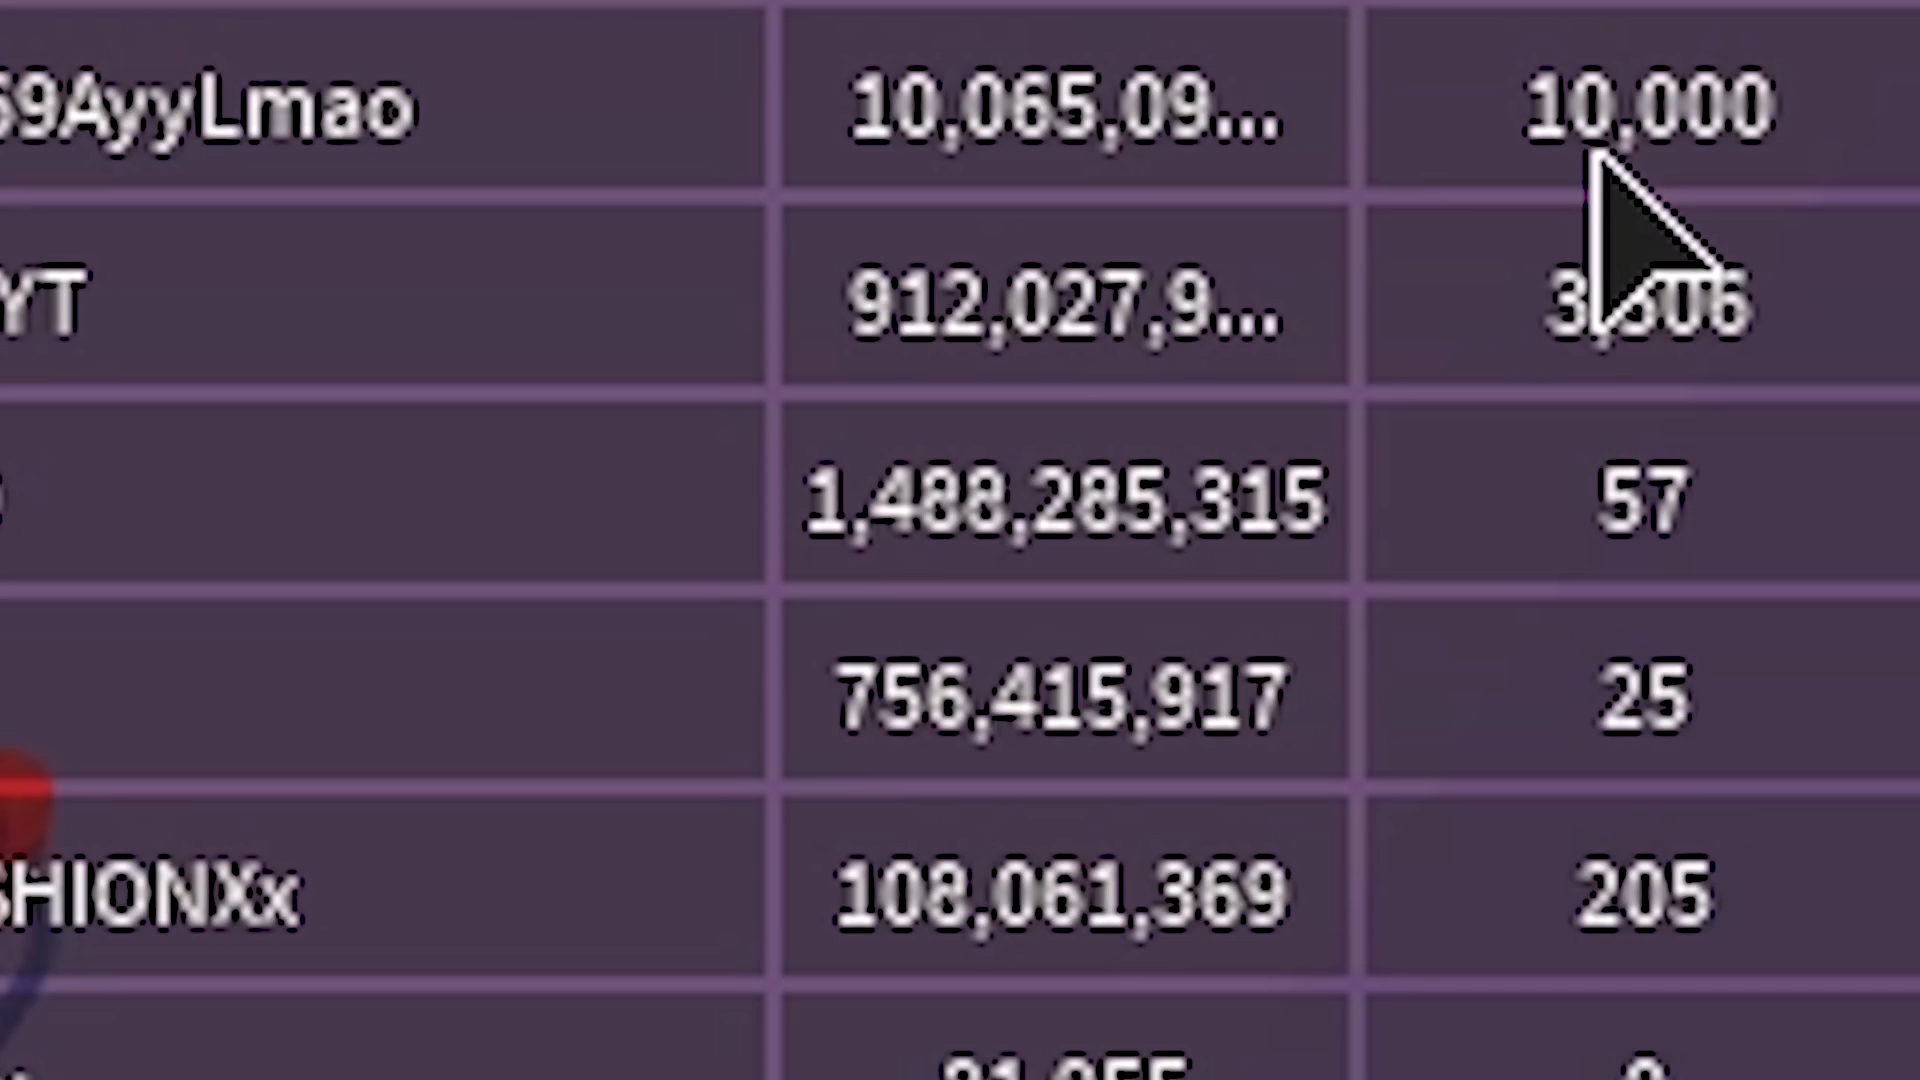 69AyyLmao 10,065,09... 10,000
YT 912,027,9...
1,488,285,315 57
756,415,917 25
SHIONXx 108,061,369 205